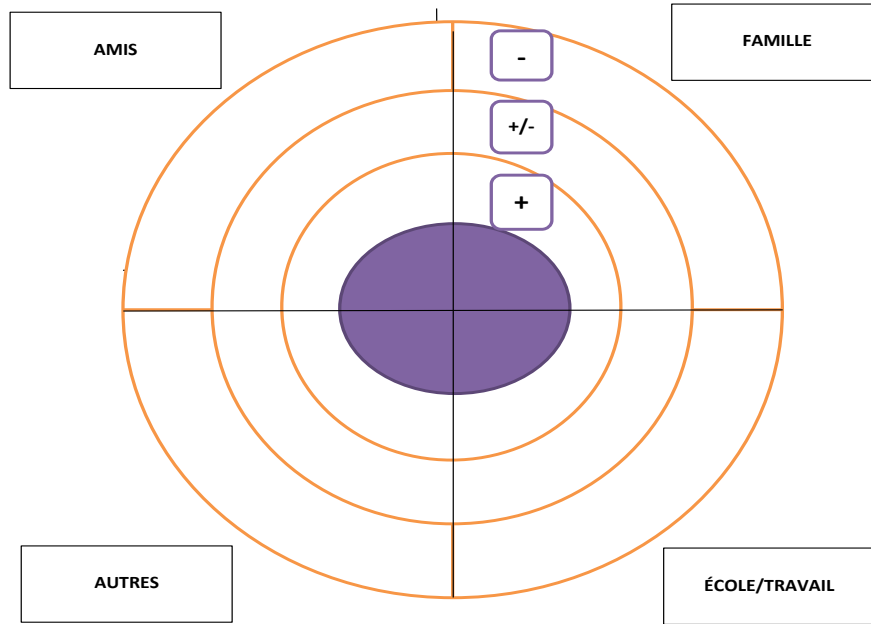 AMIS
FAMILLE
-
+/-
+
AUTRES
ÉCOLE/TRAVAIL